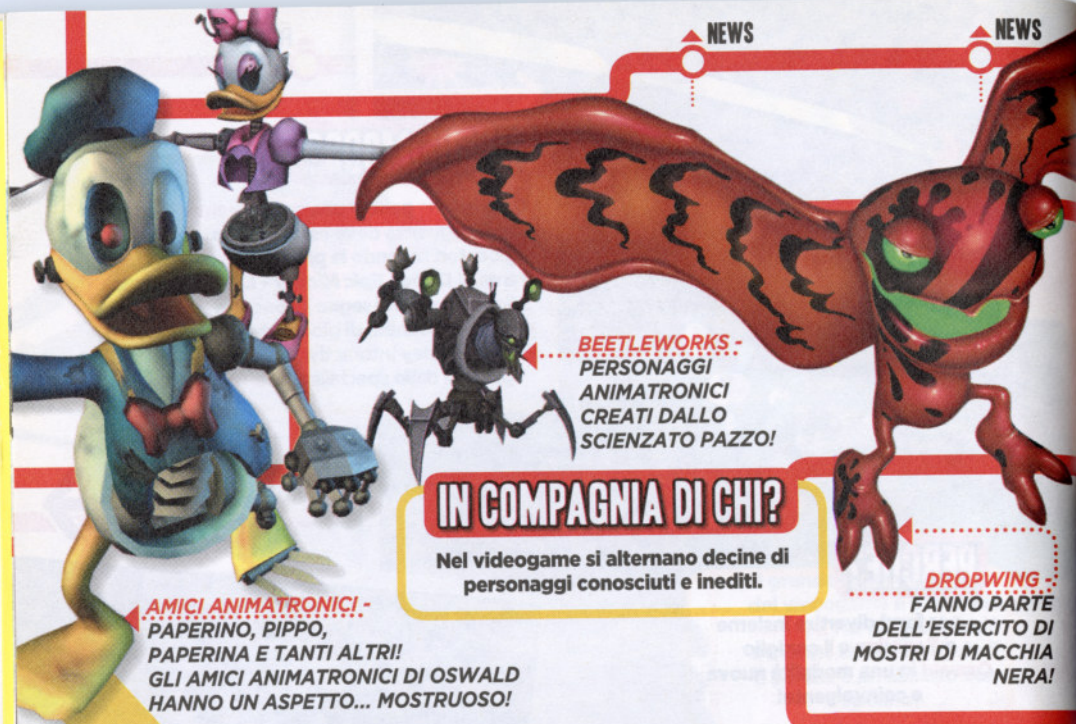 NEWS
NEWS
BEETLEWORKS -
PERSONAGGI
ANIMATRONICI
CREATI DALLO
SCIENZATO PAZZO!
IN COMPAGNIA DI CHI?
Nel videogame si alternano decine di
personaggi conosciuti e inediti.
AMICI ANIMATRONICI -
PAPERINO, PIPPO,
PAPERINA E TANTI ALTRI!
GLI AMICI ANIMATRONICI DI OSWALD
HANNO UN ASPETTO... MOSTRUOSO!
DROPWING -
FANNO PARTE
DELL'ESERCITO DI
MOSTRI DI MACCHIA
NERA!